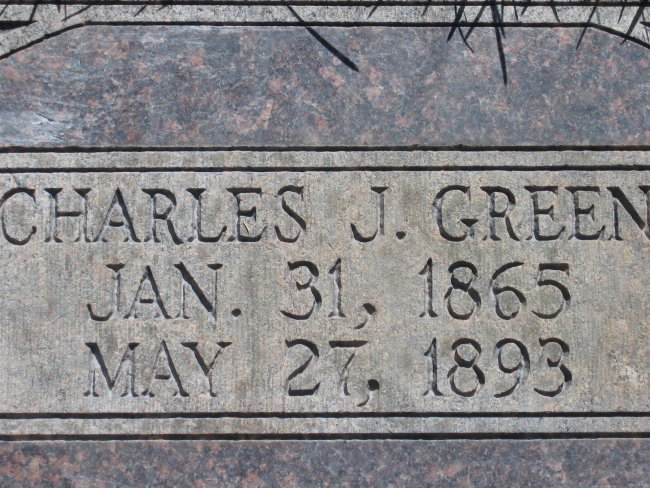 CHARLES J. GREEN
JAN. 31, 1865
MAY 27, 1893